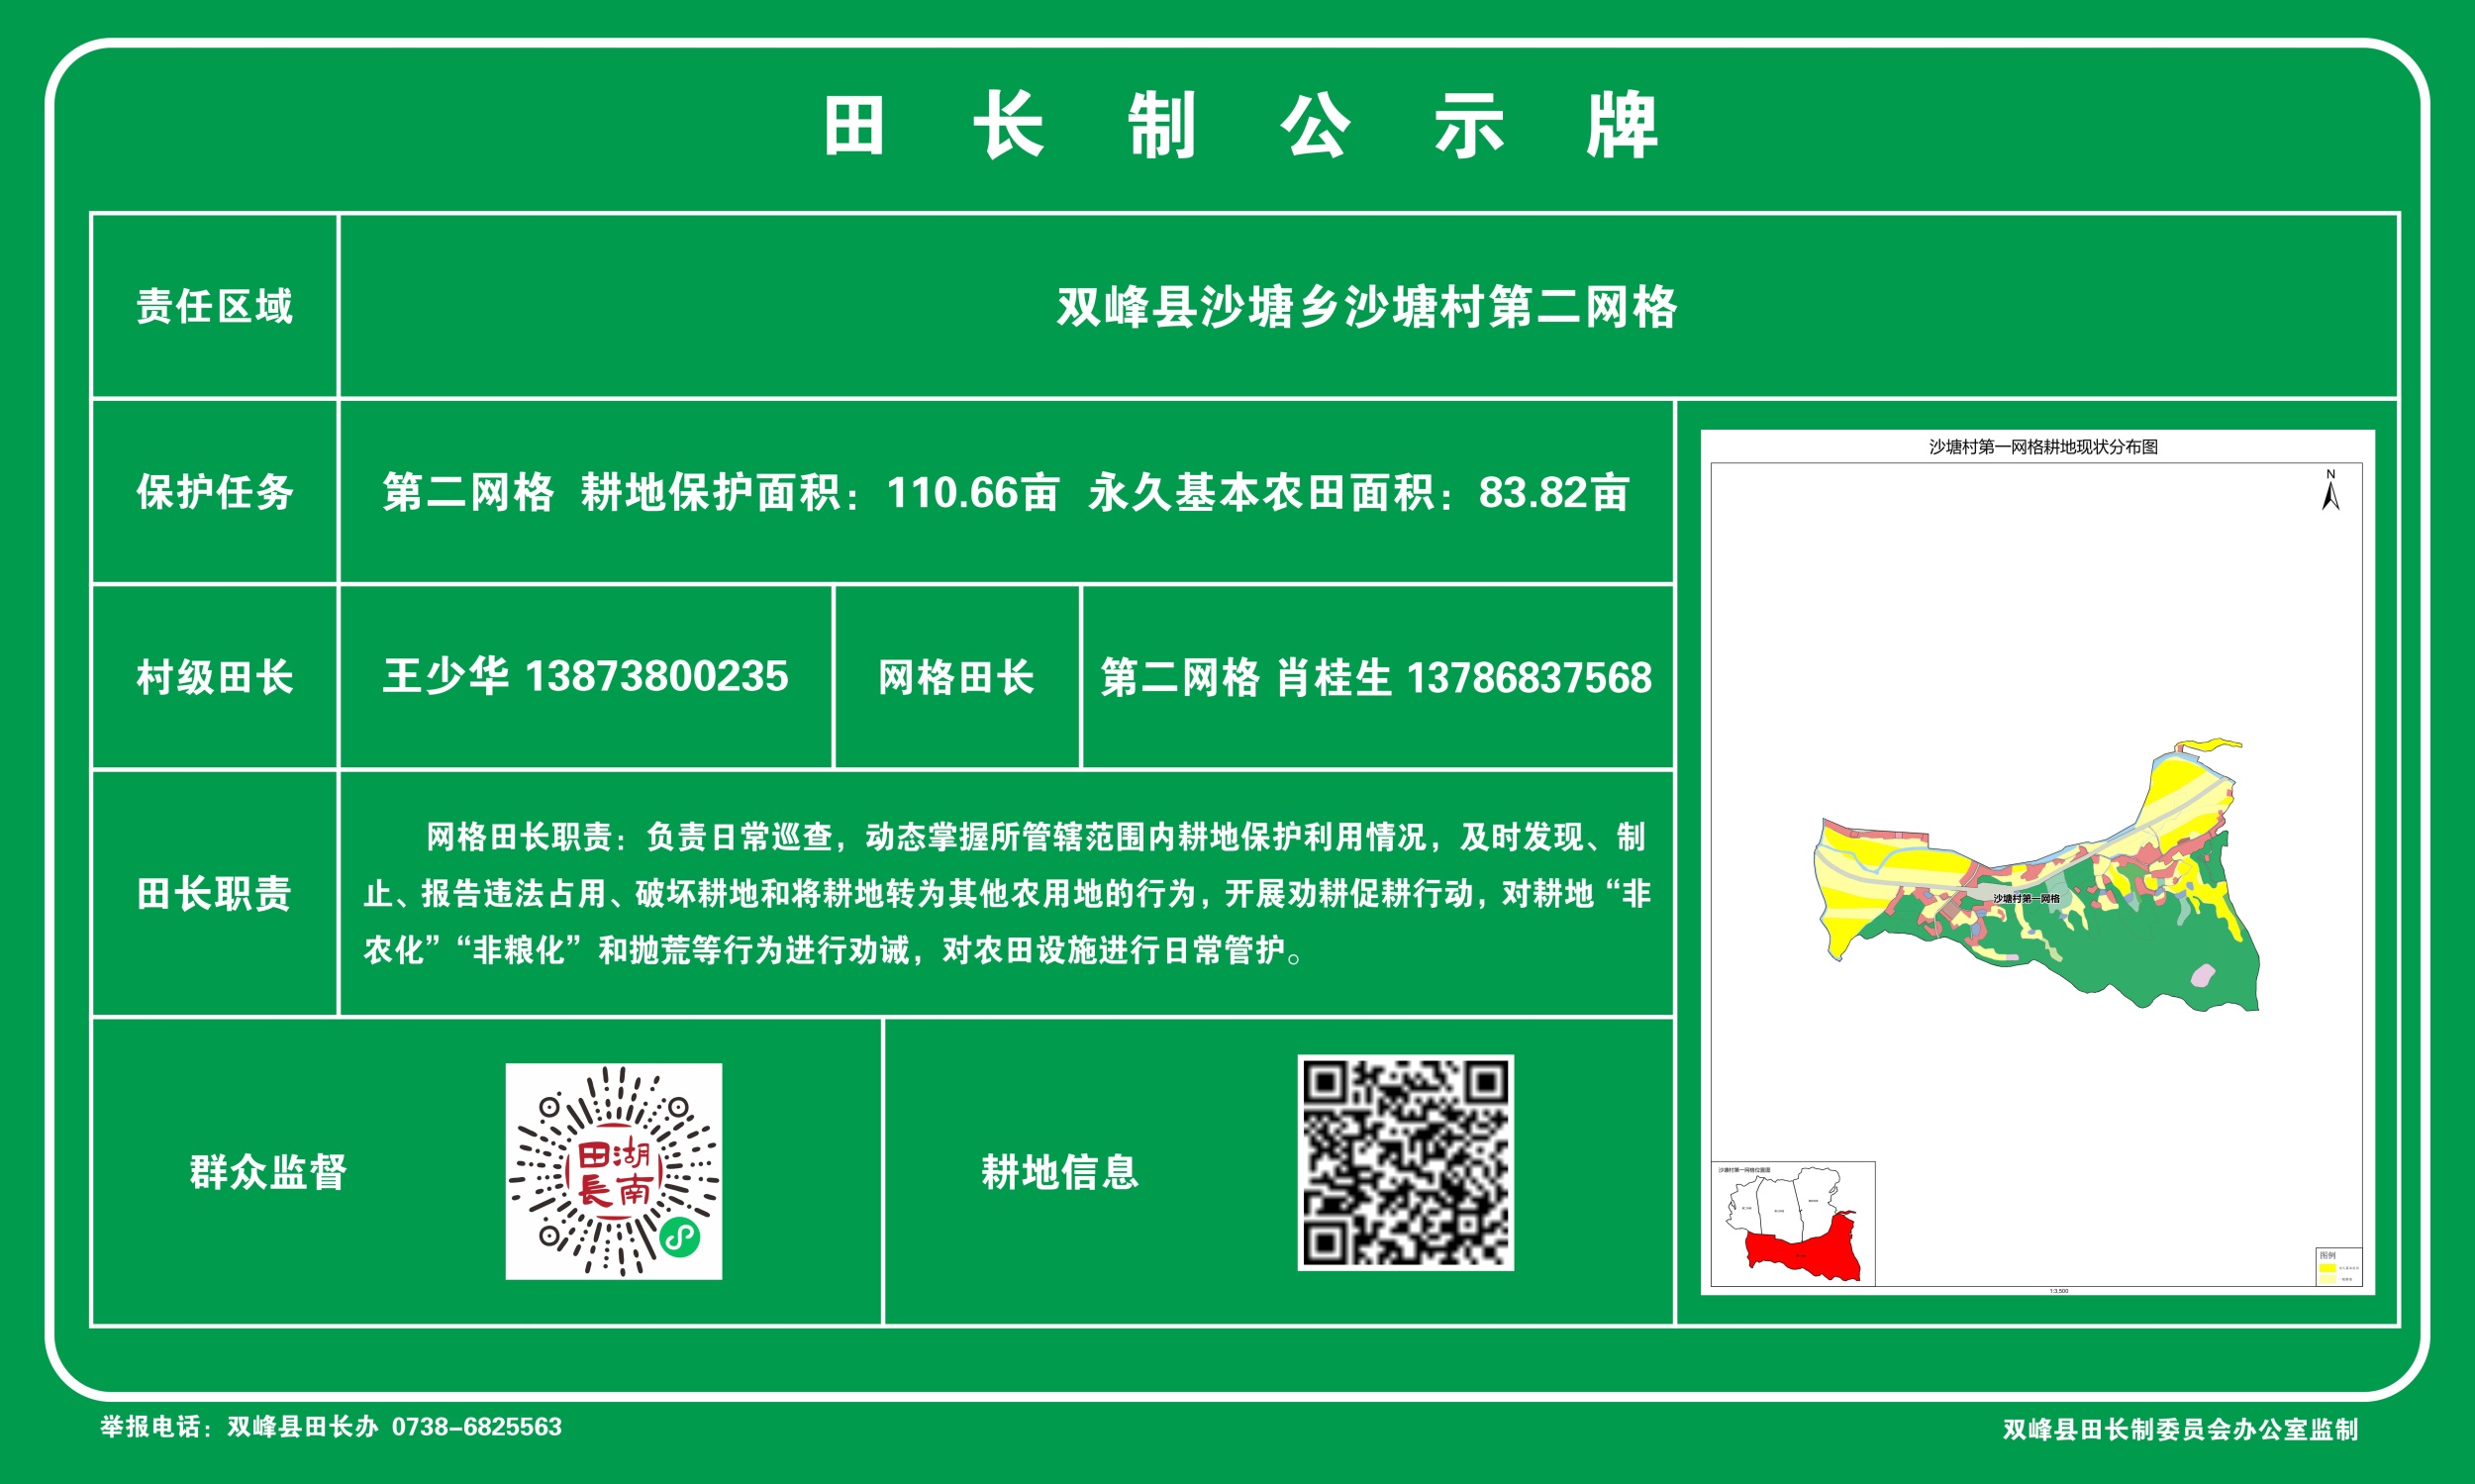 田长制公示牌
责任区域
双峰县沙塘乡沙塘村第二网格
保护任务
第二网格 耕地保护面积：110.66亩 永久基本农田面积：83.82亩
村级田长
王少华 13873800235
网格田长
第二网格 肖桂生 13786837568
田长职责
网格田长职责：负责日常巡查，动态掌握所管辖范围内耕地保护利用情况，及时发现、制
止、报告违法占用、破坏耕地和将耕地转为其他农用地的行为，开展劝耕促耕行动，对耕地“非
农化”“非粮化”和抛荒等行为进行劝诫，对农田设施进行日常管护。
群众监督
田湖
長南
耕地信息
沙塘村第一网格耕地现状分布图
N
沙塘村第一网格
沙塘村第一网格位置图
图例
1:3,500
举报电话：双峰县田长办 0738-6825563
双峰县田长制委员会办公室监制